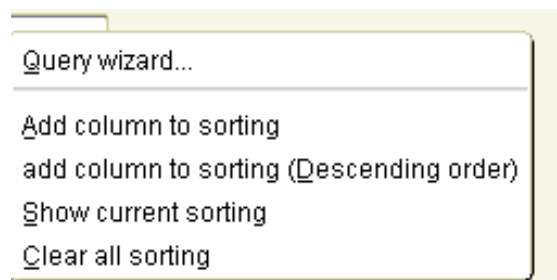 Query wizard...
Add column to sorting
add column to sorting (Descending order)
Show current sorting
Clear all sorting